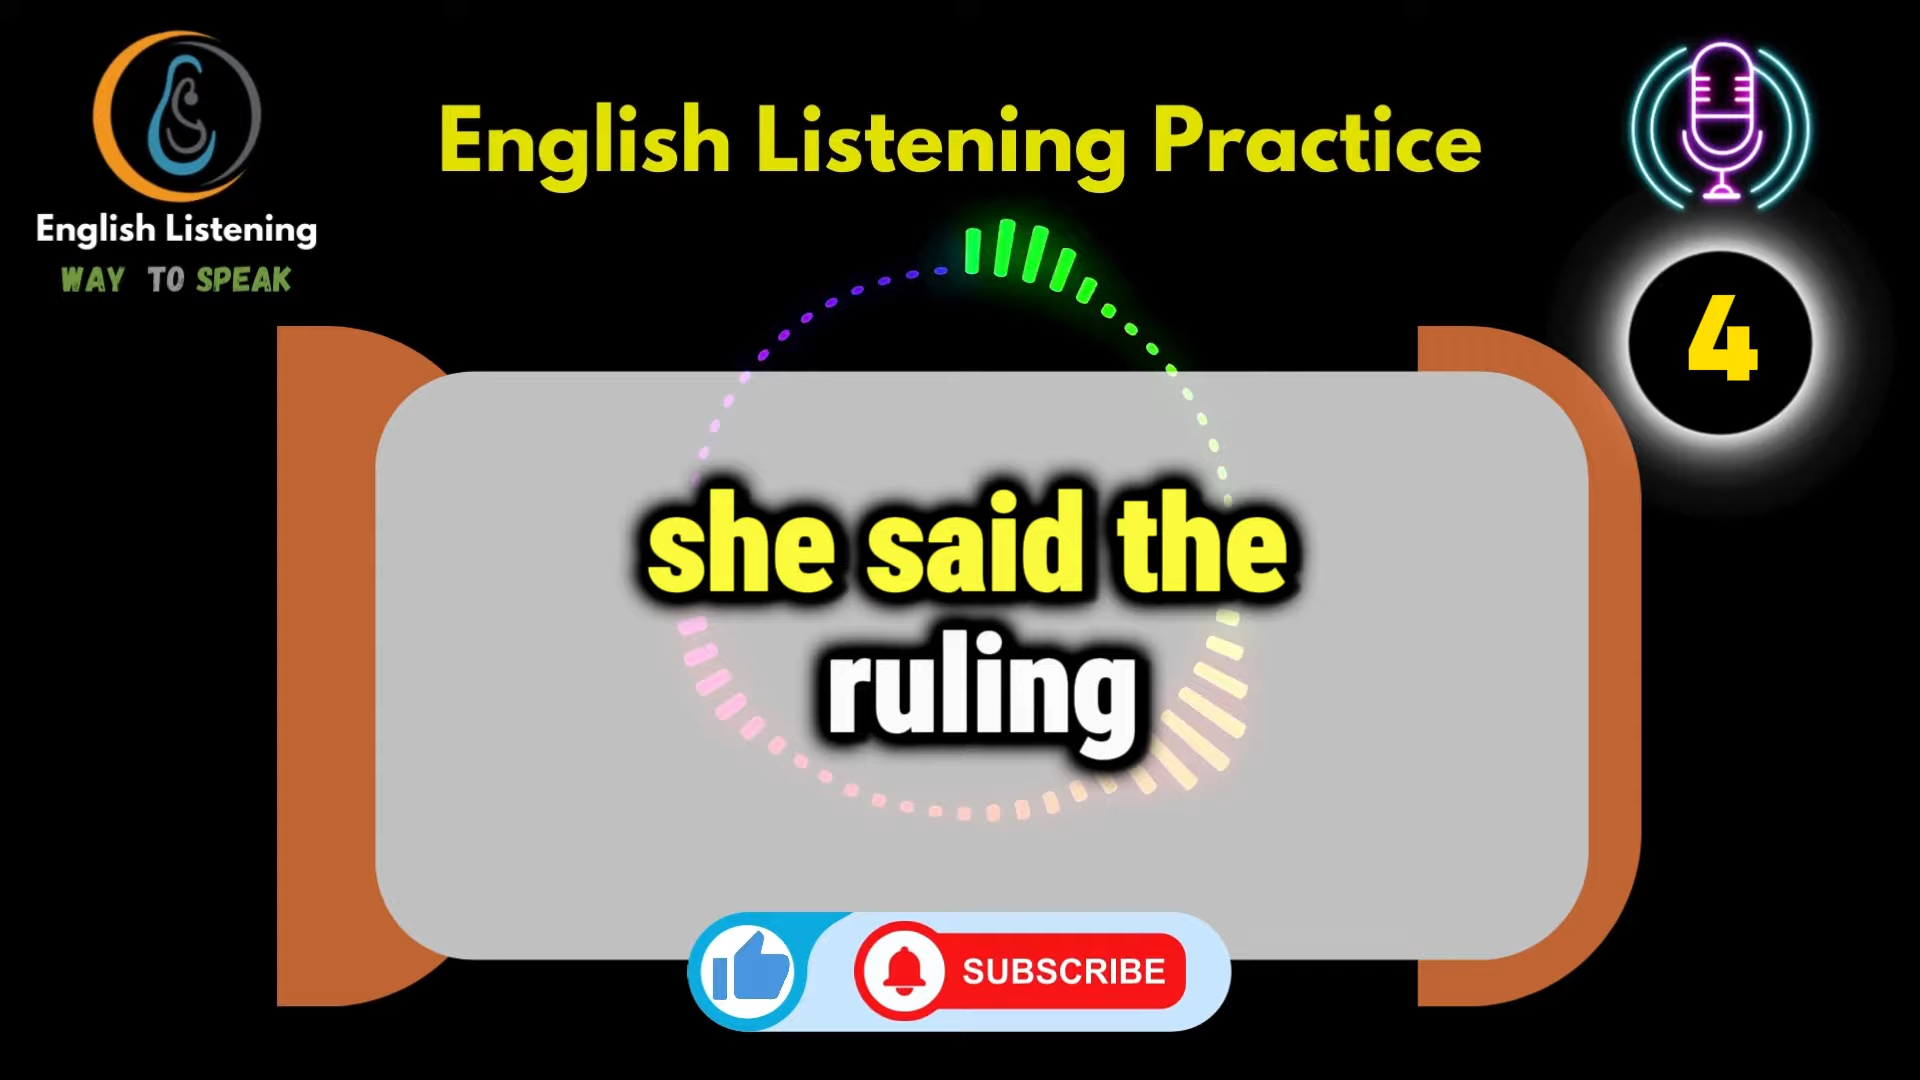 English Listening Practice
English Listening
WAY TO SPEAK
4
she said the
ruling
SUBSCRIBE